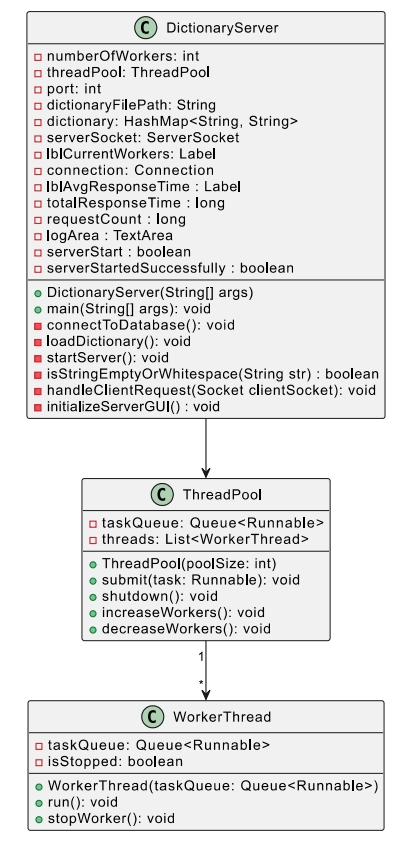 C DictionaryServer
numberOfWorkers: int
threadPool: ThreadPool
port: int
dictionaryFilePath: String
dictionary: HashMap<String, String>
serverSocket: ServerSocket
lblCurrentWorkers: Label
connection: Connection
lblAvgResponseTime : Label
totalResponseTime : long
requestCount : long
logArea : TextArea
serverStart : boolean
serverStartedSuccessfully : boolean
DictionaryServer(String[] args)
main(String[] args): void
connectToDatabase(): void
loadDictionary(): void
startServer(): void
isStringEmptyOrWhitespace(String str) : boolean
handleClientRequest(Socket clientSocket): void
initializeServerGUI() : void
C ThreadPool
taskQueue: Queue<Runnable>
threads: List<WorkerThread>
ThreadPool(poolSize: int)
submit(task: Runnable): void
shutdown(): void
increaseWorkers(): void
decreaseWorkers(): void
1
*
C WorkerThread
taskQueue: Queue<Runnable>
isStopped: boolean
WorkerThread(taskQueue: Queue<Runnable>)
run(): void
stopWorker(): void